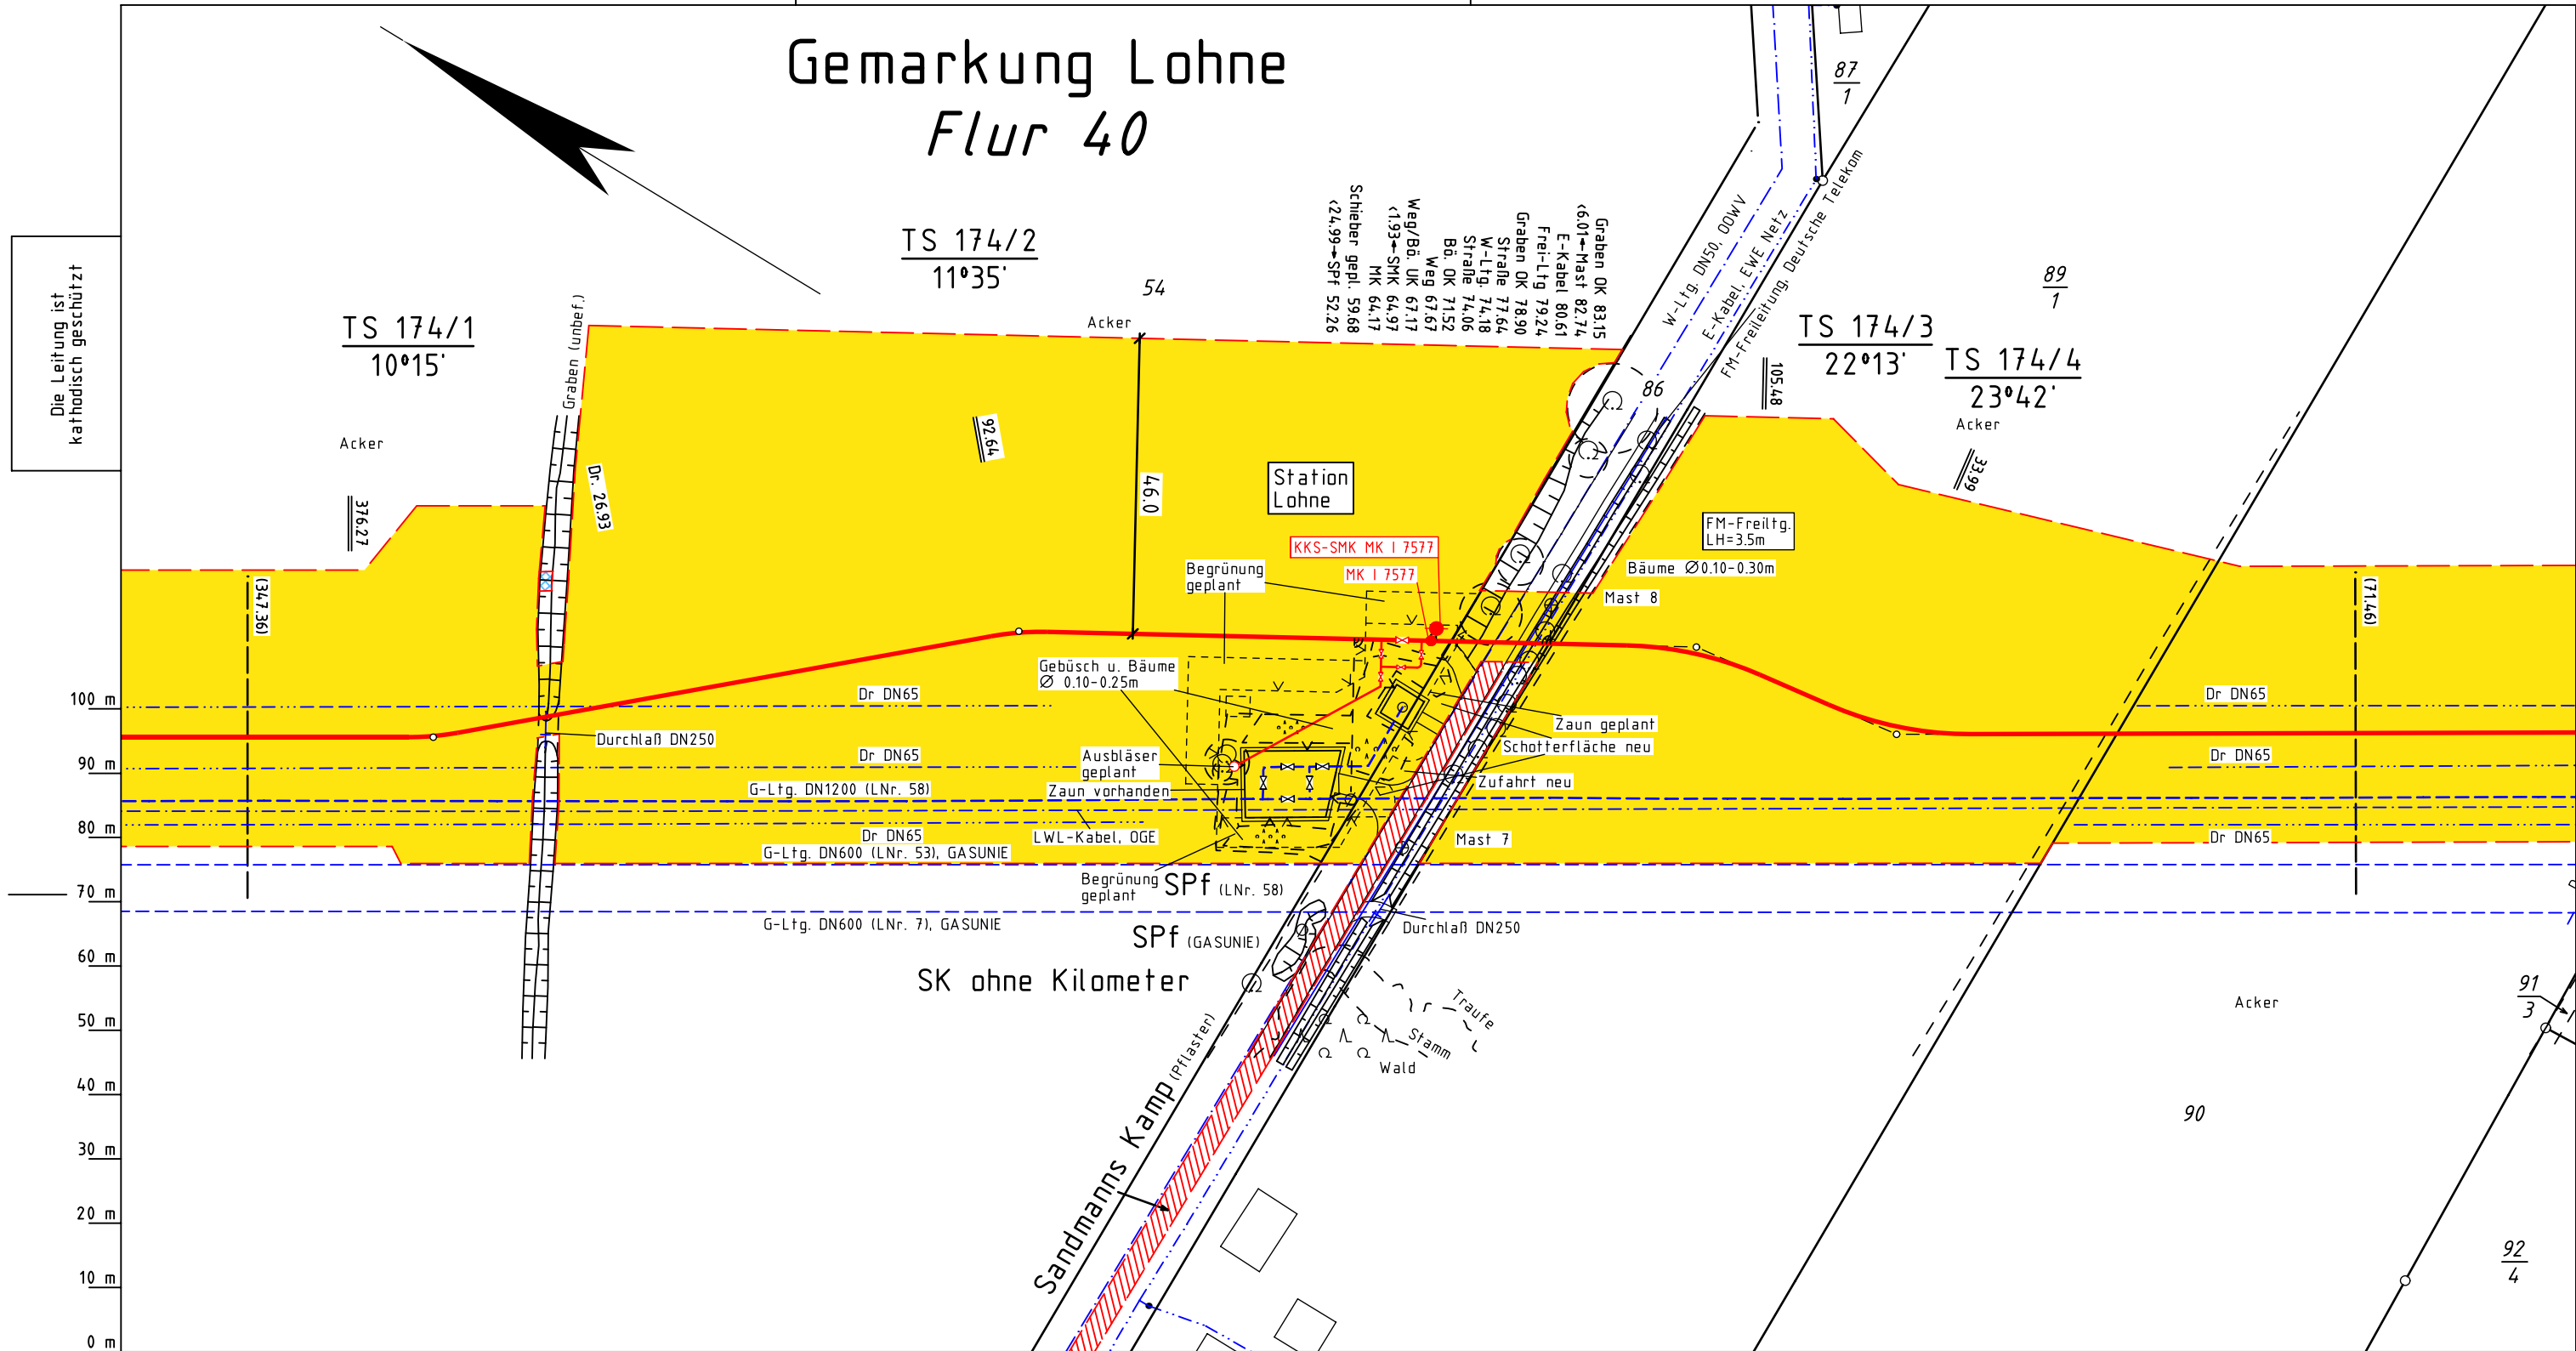 Gemarkung Lohne
Flur 40
Die Leitung ist
kathodisch geschützt
TS 174/1
10°15'
TS 174/2
11°35'
54
Acker
Acker
Graben (unbef.)
376.27
Dr. 26.93
92.64
46.0
(347.36)
Station
Lohne
<24.99 SPf 52.26
Schieber gepl. 59.68
MK 64.17
<1.93 SMK 64.97
Weg/Bö. UK 67.17
Weg 67.67
Bö. OK 71.52
Straße 74.06
W-Ltg. 74.18
Straße 77.64
Graben OK 78.90
Frei-Ltg 79.24
E-Kabel 80.61
<6.01 Mast 82.74
Graben OK 83.15
W-Ltg. DN50, OOWV
E-Kabel, EWE Netz
FM-Freileitung, Deutsche Telekom
87
1
86
89
1
TS 174/3
22°13'
TS 174/4
23°42'
Acker
105.48
33.99
KKS-SMK MK I 7577
MK I 7577
FM-Freiltg.
LH=3.5m
Bäume Ø0.10-0.30m
Mast 8
Begrünung
geplant
Gebüsch u. Bäume
Ø 0.10-0.25m
(71.46)
100 m
90 m
80 m
70 m
60 m
50 m
40 m
30 m
20 m
10 m
0 m
Dr DN65
Dr DN65
Durchlaß DN250
Dr DN65
Dr DN65
G-Ltg. DN1200 (LNr. 58)
Dr DN65
LWL-Kabel, OGE
G-Ltg. DN600 (LNr. 53), GASUNIE
Ausbläser
geplant
Zaun vorhanden
Zaun geplant
Schotterfläche neu
Zufahrt neu
Mast 7
Dr DN65
Begrünung
geplant
SPf (LNr. 58)
G-Ltg. DN600 (LNr. 7), GASUNIE
SPf (GASUNIE)
Durchlaß DN250
SK ohne Kilometer
Traufe
Stamm
Wald
Sandmanns Kamp (Pflaster)
Acker
91
3
90
92
4